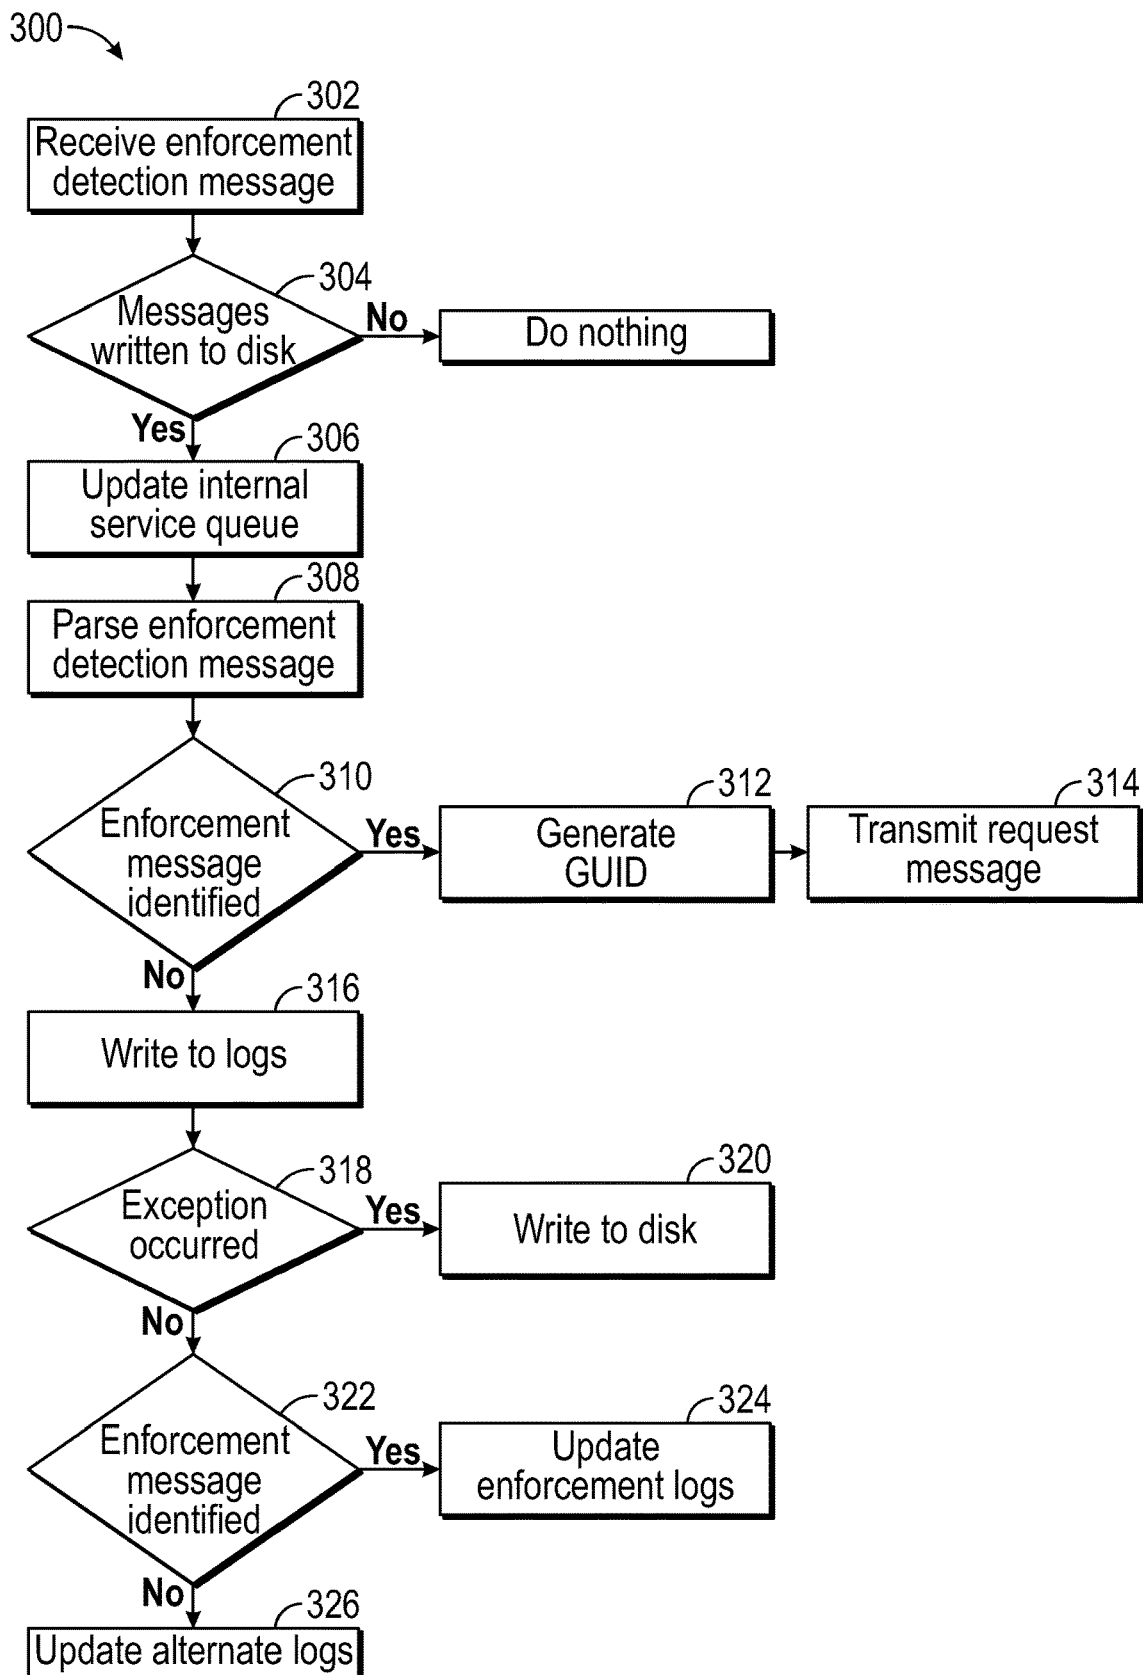 300
302
Receive enforcement
detection message
304
Messages
written to disk
No
Do nothing
Yes
306
Update internal
service queue
308
Parse enforcement
detection message
310
Enforcement
message
identified
Yes
312
Generate
GUID
314
Transmit request
message
No
316
Write to logs
318
Exception
occurred
Yes
320
Write to disk
No
322
Enforcement
message
identified
Yes
324
Update
enforcement logs
No
326
Update alternate logs